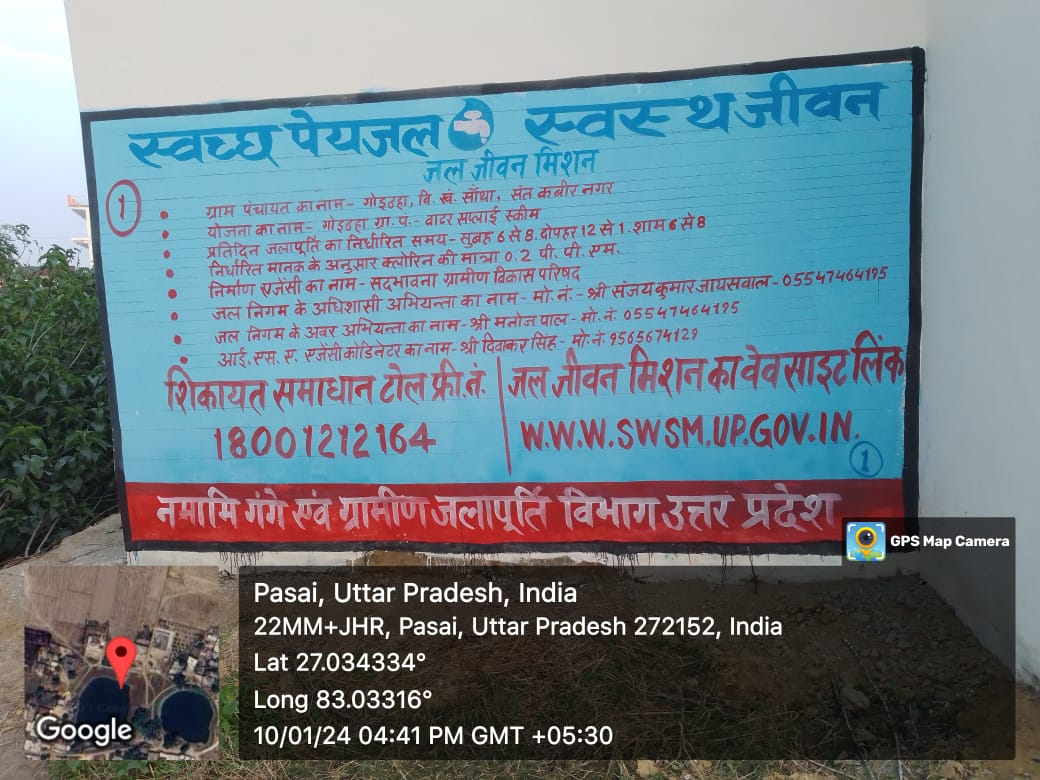 स्वच्छ पेयजल स्वस्थ जीवन
जल जीवन मिशन
1
ग्राम पंचायत का नाम- गोइठहा, वि. खं. साँथा, संत कबीर नगर
योजना का नाम- गोइठहा ग्रा. पं.- वाटर सप्लाई स्कीम
प्रतिदिन जलापूर्ति का निर्धारित समय- सुबह 6 से 8. दोपहर 12 से 1. शाम 6 से 8
निर्धारित मानक के अनुसार क्लोरिन की मात्रा 0.2 पी. पी. एम.
निर्माण एजेंसी का नाम- सदभावना ग्रामीण विकास परिषद
जल निगम के अधिशासी अभियन्ता का नाम- मो. नं.- श्री संजय कुमार जायसवाल- 05547464195
जल निगम के अवर अभियन्ता का नाम- श्री मनोज पाल- मो. नं. 05547464195
आई. एस. ए. एजेंसी कोर्डिनेटर का नाम- श्री दिवाकर सिंह- मो. नं. 9565674129
शिकायत समाधान टोल फ्री. नं.
18001212164
जल जीवन मिशन का वेवसाइट लिंक
W.W.W.SWSM.UP.GOV.IN.
1
नमामि गंगे एंव ग्रामीण जलापूर्ति विभाग उत्तर प्रदेश
GPS Map Camera
Google
Pasai, Uttar Pradesh, India
22MM+JHR, Pasai, Uttar Pradesh 272152, India
Lat 27.034334°
Long 83.03316°
10/01/24 04:41 PM GMT +05:30